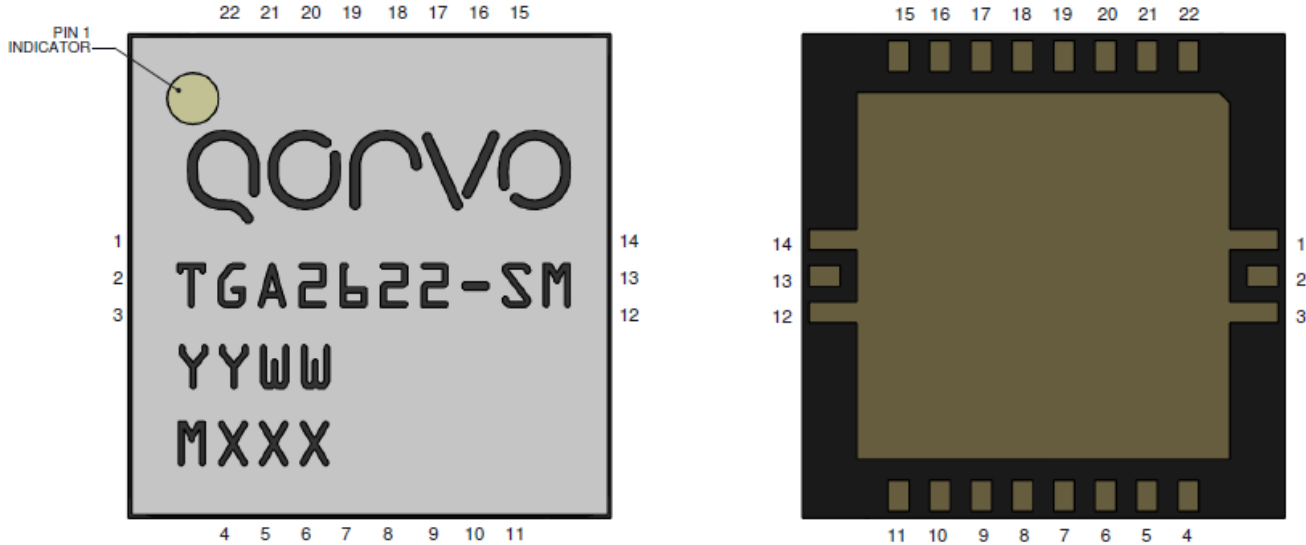 22 21 20 19 18 17 16 15
PIN 1
INDICATOR
QORVO
1 14
2 TGA2622-SM 13
3 12
YYWW
MXXX
4 5 6 7 8 9 10 11
15 16 17 18 19 20 21 22
14 1
13 2
12 3
11 10 9 8 7 6 5 4